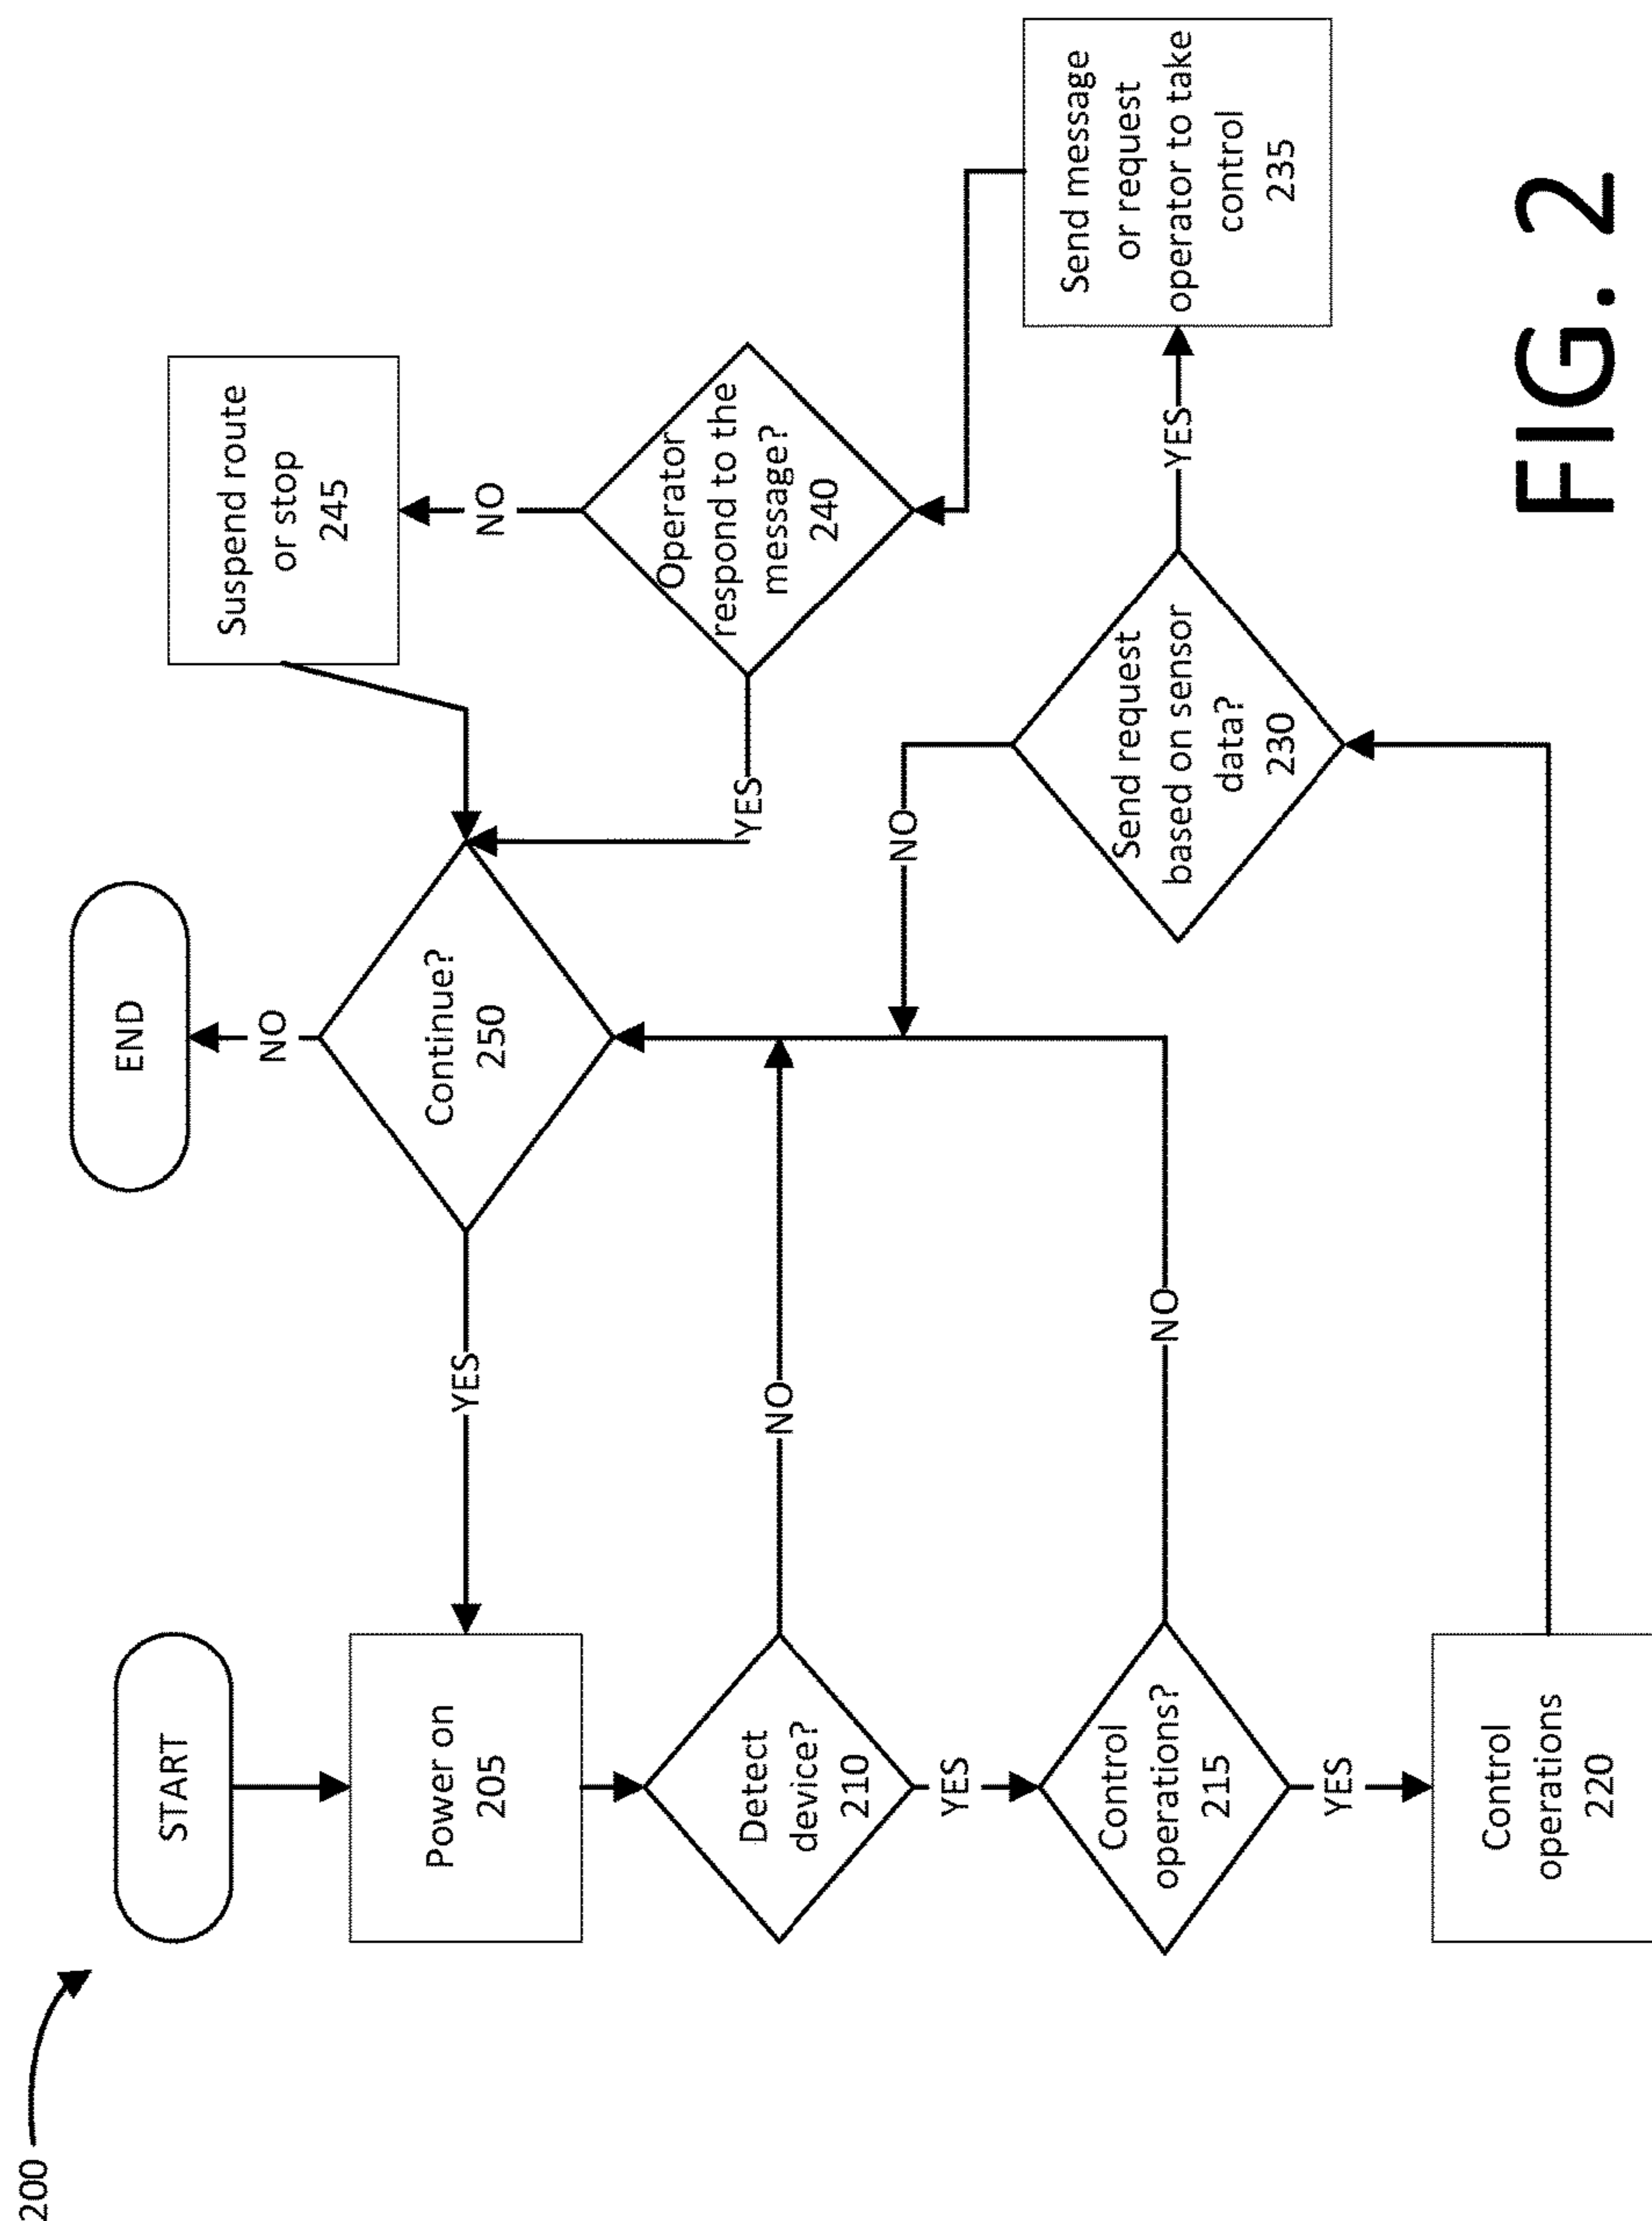 200
START
Power on
205
Detect
device?
210
YES
NO
Control
operations?
215
YES
NO
Control
operations
220
END
NO
Continue?
250
YES
NO
Send request
based on sensor
data?
230
YES
Suspend route
or stop
245
NO
Operator
respond to the
message?
240
YES
Send message
or request
operator to take
control
235
FIG. 2